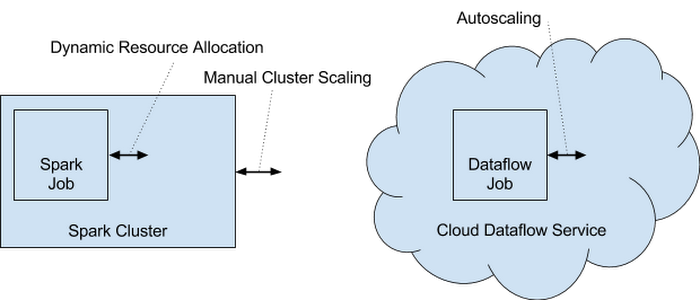 Autoscaling
Dynamic Resource Allocation
Manual Cluster Scaling
Spark
Job
Spark Cluster
Dataflow
Job
Cloud Dataflow Service